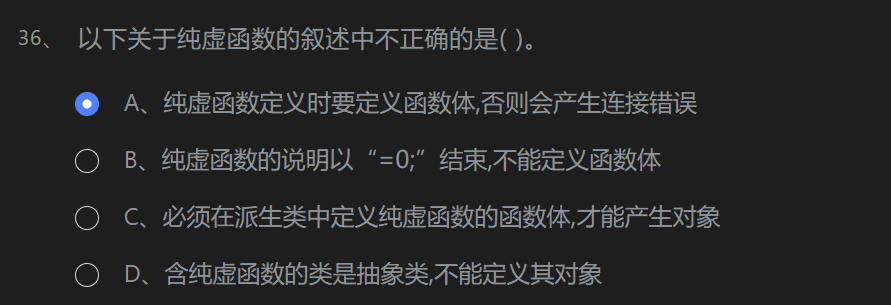 36、 以下关于纯虚函数的叙述中不正确的是( )。
A、纯虚函数定义时要定义函数体,否则会产生连接错误
B、纯虚函数的说明以“=0;”结束,不能定义函数体
C、必须在派生类中定义纯虚函数的函数体,才能产生对象
D、含纯虚函数的类是抽象类,不能定义其对象